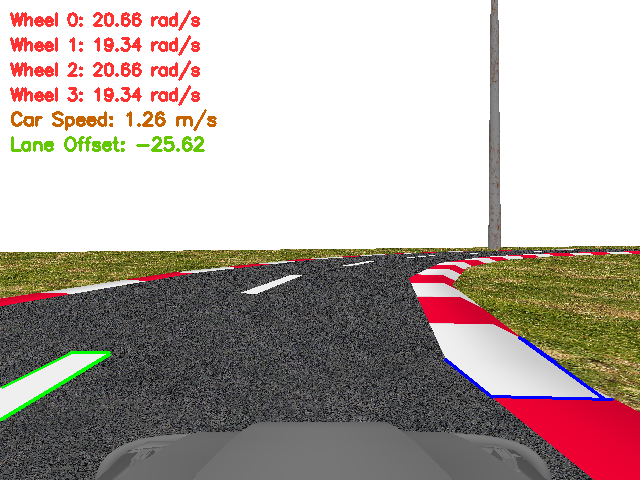 Wheel 0: 20.66 rad/s
Wheel 1: 19.34 rad/s
Wheel 2: 20.66 rad/s
Wheel 3: 19.34 rad/s
Car Speed: 1.26 m/s
Lane Offset: -25.62